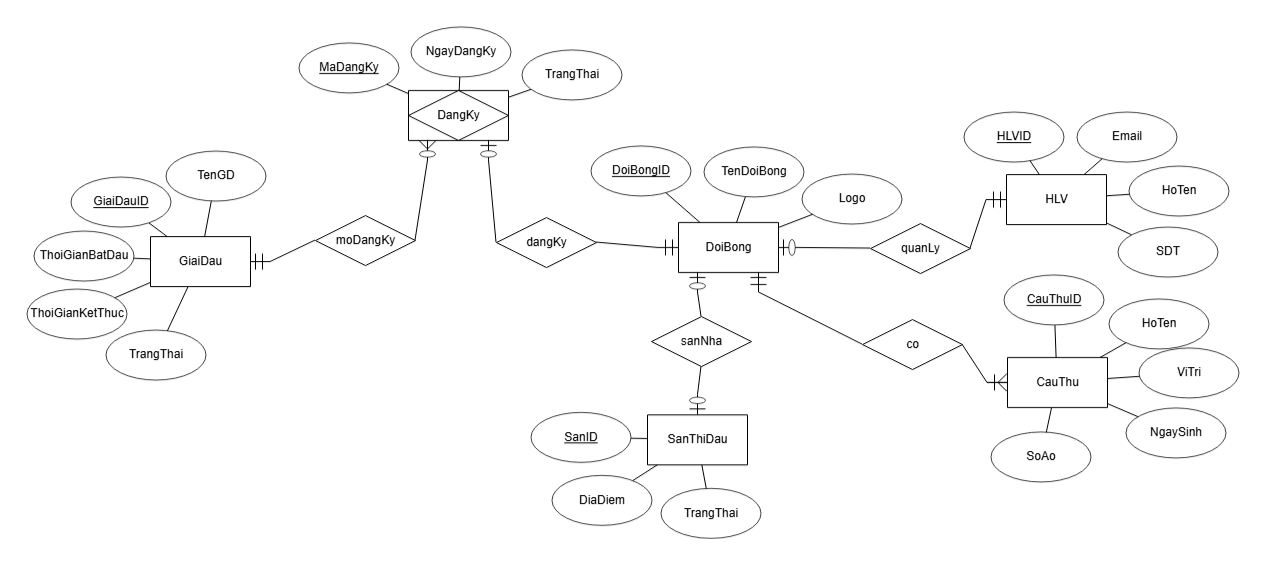 NgayDangKy
MaDangKy
TrangThai
DangKy
TenGD
GiaiDauID
ThoiGianBatDau
GiaiDau
ThoiGianKetThuc
TrangThai
moDangKy
dangKy
DoiBongID
TenDoiBong
Logo
DoiBong
quanLy
HLVID
Email
HLV
HoTen
SDT
sanNha
co
CauThuID
HoTen
ViTri
CauThu
NgaySinh
SoAo
SanID
SanThiDau
DiaDiem
TrangThai